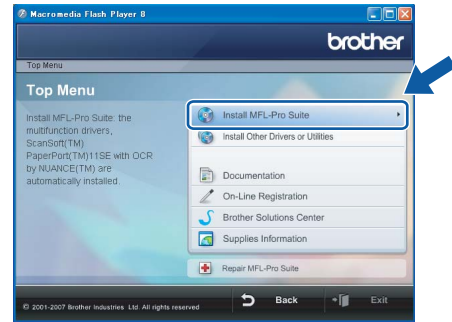 Macromedia Flash Player 8
brother
Top Menu
Top Menu
Install MFL-Pro Suite: the
multifunction drivers,
ScanSoft(TM)
PaperPort(TM)11SE with OCR
by NUANCE(TM) are
automatically installed.
Install MFL-Pro Suite
Install Other Drivers or Utilities
Documentation
On-Line Registration
Brother Solutions Center
Supplies Information
Repair MFL-Pro Suite
© 2001-2007 Brother Industries Ltd. All rights reserved
Back
Exit